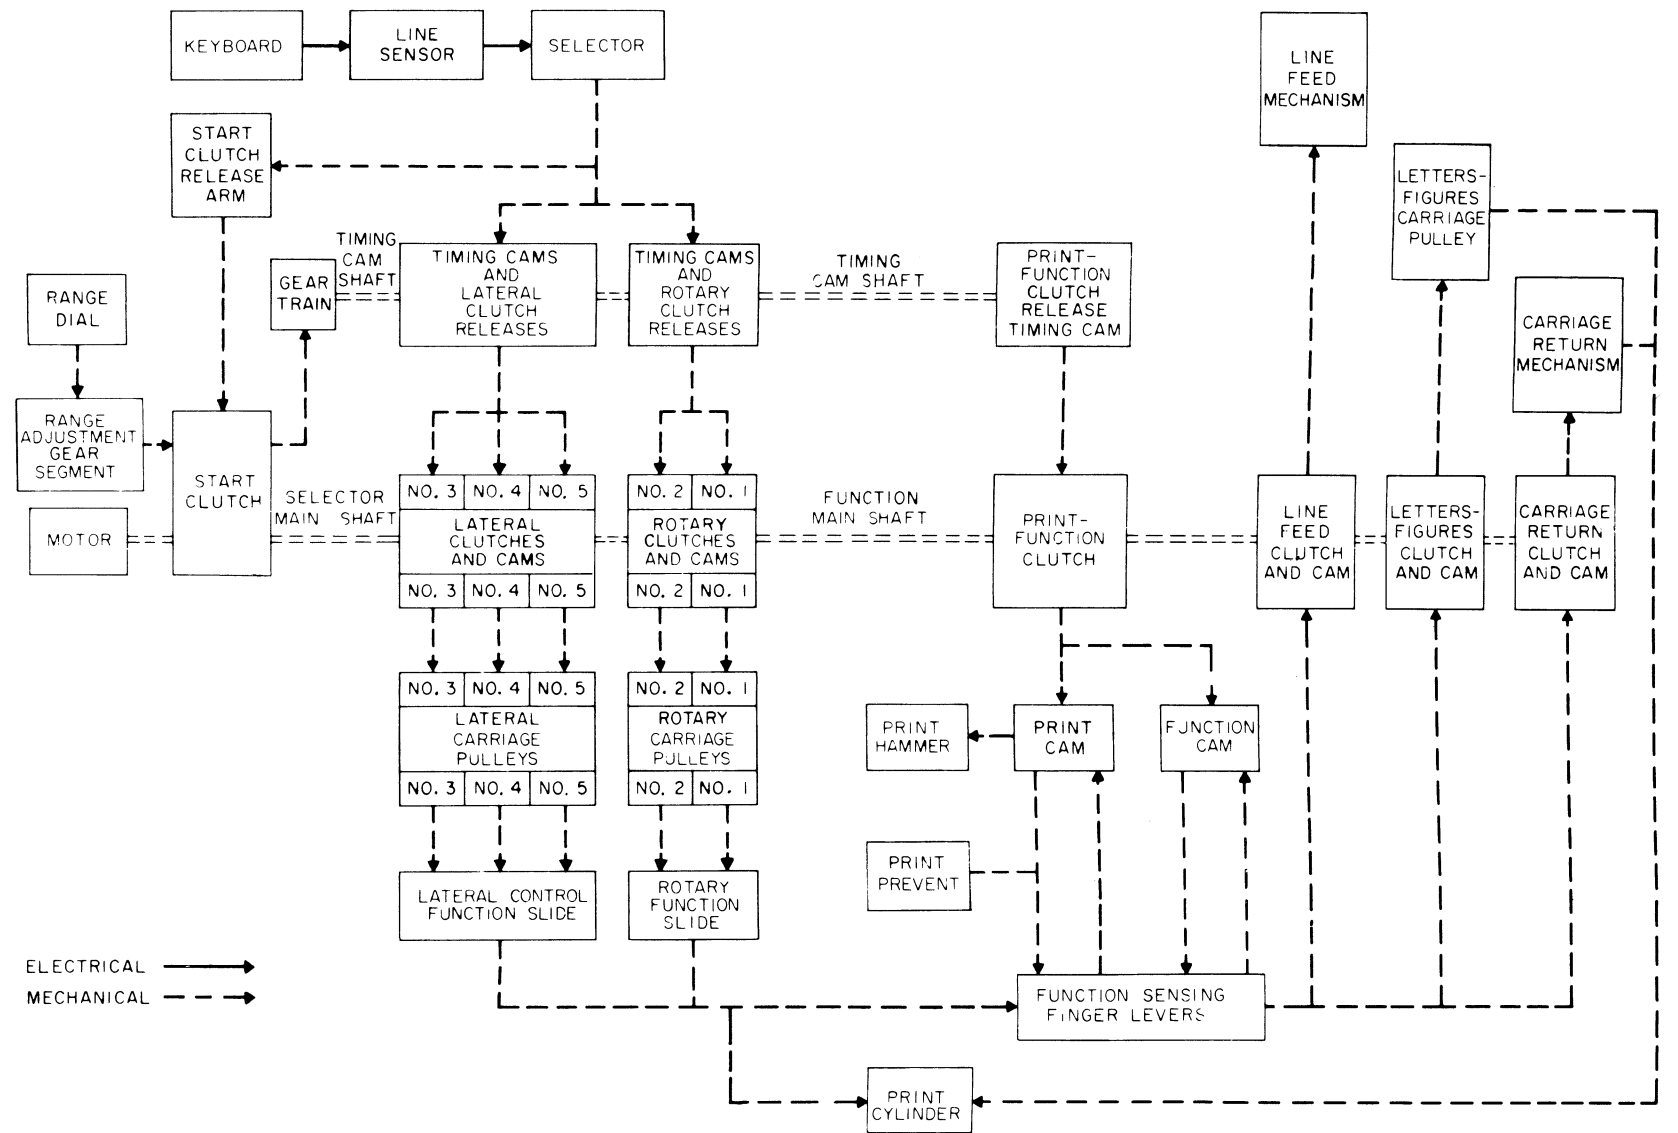 KEYBOARD
LINE
SENSOR
SELECTOR
LINE
FEED
MECHANISM
START
CLUTCH
RELEASE
ARM
LETTERS-
FIGURES
CARRIAGE
PULLEY
RANGE
DIAL
GEAR
TRAIN
TIMING
CAM
SHAFT
TIMING CAMS
AND
LATERAL
CLUTCH
RELEASES
TIMING CAMS
AND
ROTARY
CLUTCH
RELEASES
TIMING
CAM SHAFT
PRINT-
FUNCTION
CLUTCH
RELEASE
TIMING CAM
CARRIAGE
RETURN
MECHANISM
RANGE
ADJUSTMENT
GEAR
SEGMENT
START
CLUTCH
MOTOR
SELECTOR
MAIN SHAFT
NO. 3 NO. 4 NO. 5
LATERAL
CLUTCHES
AND CAMS
NO. 3 NO. 4 NO. 5
NO. 2 NO. 1
ROTARY
CLUTCHES
AND CAMS
NO. 2 NO. 1
FUNCTION
MAIN SHAFT
PRINT-
FUNCTION
CLUTCH
LINE
FEED
CLUTCH
AND CAM
LETTERS-
FIGURES
CLUTCH
AND CAM
CARRIAGE
RETURN
CLUTCH
AND CAM
NO. 3 NO. 4 NO. 5
LATERAL
CARRIAGE
PULLEYS
NO. 3 NO. 4 NO. 5
NO. 2 NO. 1
ROTARY
CARRIAGE
PULLEYS
NO. 2 NO. 1
PRINT
HAMMER
PRINT
CAM
FUNCTION
CAM
PRINT
PREVENT
LATERAL CONTROL
FUNCTION SLIDE
ROTARY
FUNCTION
SLIDE
ELECTRICAL
MECHANICAL
FUNCTION SENSING
FINGER LEVERS
PRINT
CYLINDER